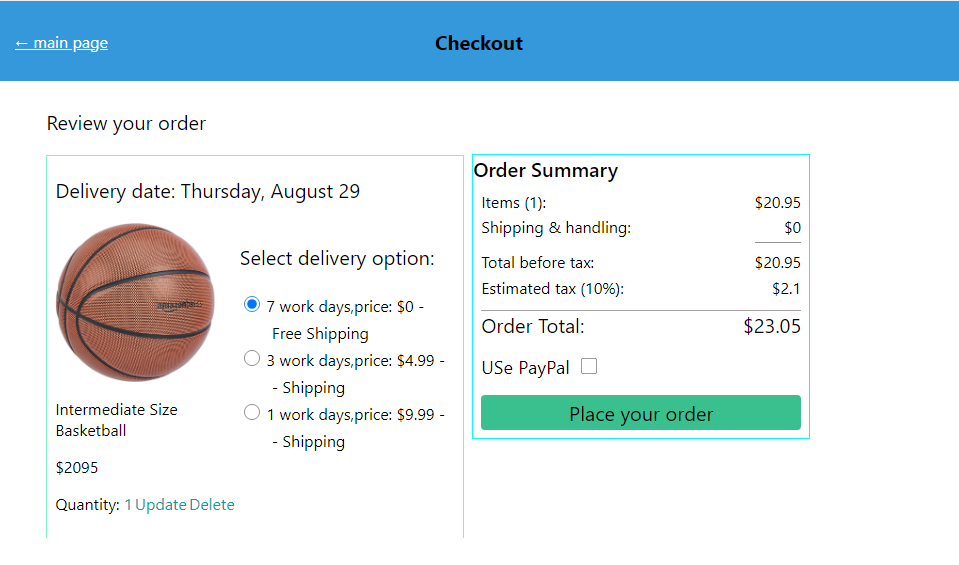 ← main page
Checkout
Review your order
Delivery date: Thursday, August 29
Select delivery option:
7 work days,price: $0 -
Free Shipping
3 work days,price: $4.99 -
- Shipping
1 work days,price: $9.99 -
- Shipping
Intermediate Size
Basketball
$2095
Quantity: 1 Update Delete
Order Summary
Items (1): $20.95
Shipping & handling: $0
Total before tax: $20.95
Estimated tax (10%): $2.1
Order Total: $23.05
USe PayPal
Place your order